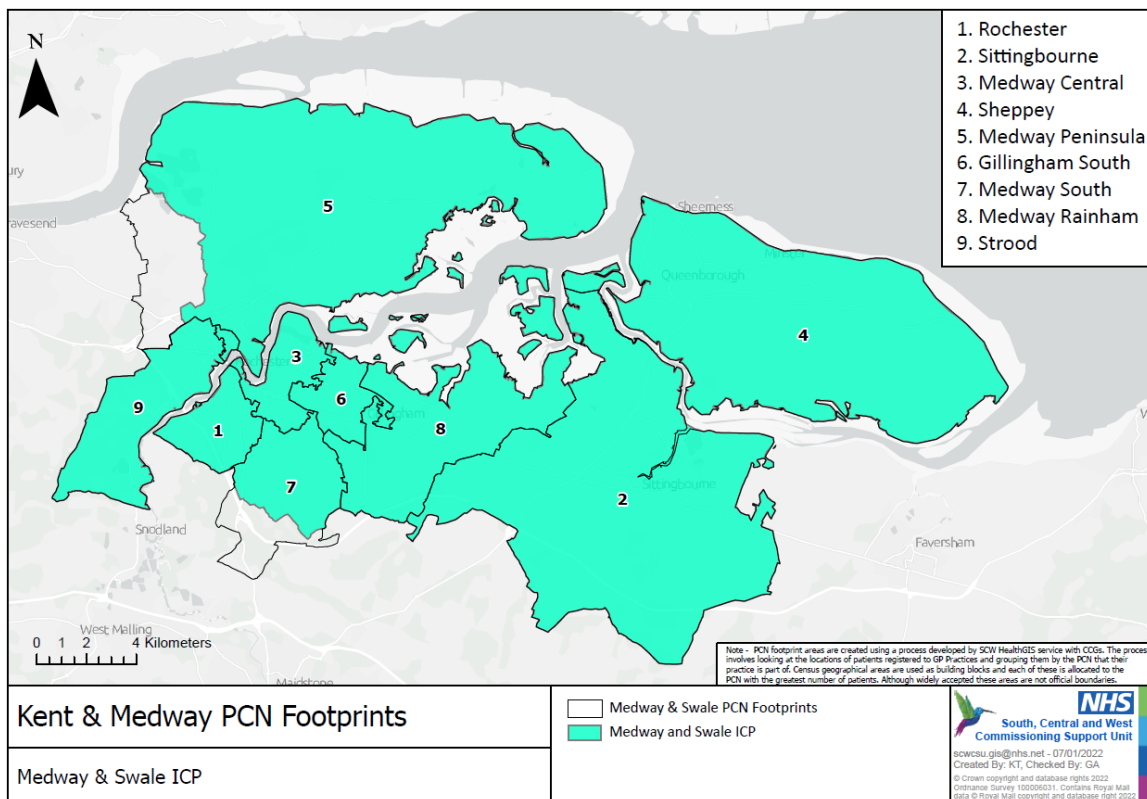 N
1. Rochester
2. Sittingbourne
3. Medway Central
4. Sheppey
5. Medway Peninsula
6. Gillingham South
7. Medway South
8. Medway Rainham
9. Strood
ury
ravesend
5
Sheerness
Minster
Queenborough
4
3
9
6
1
8
7
Sittingbourne
2
Snodland
Faversham
West Malling
Maidstone
0 1 2 4 Kilometers
Note - PCN footprint areas are created using a process developed by SCW HealthGIS service with CCGs. The proces
involves looking at the locations of patients registered to GP Practices and grouping them by the PCN that their
practice is part of. Census geographical areas are used as building blocks and each of these is allocated to the
PCN with the greatest number of patients. Although widely accepted these areas are not official boundaries.
Kent & Medway PCN Footprints
Medway & Swale ICP
Medway & Swale PCN Footprints
Medway and Swale ICP
NHS
South, Central and West
Commissioning Support Unit
scwcsu.gis@nhs.net - 07/01/2022
Created By: KT, Checked By: GA
© Crown copyright and database rights 2022
Ordnance Survey 100006031. Contains Royal Mail
data © Royal Mail copyright and database right 2022